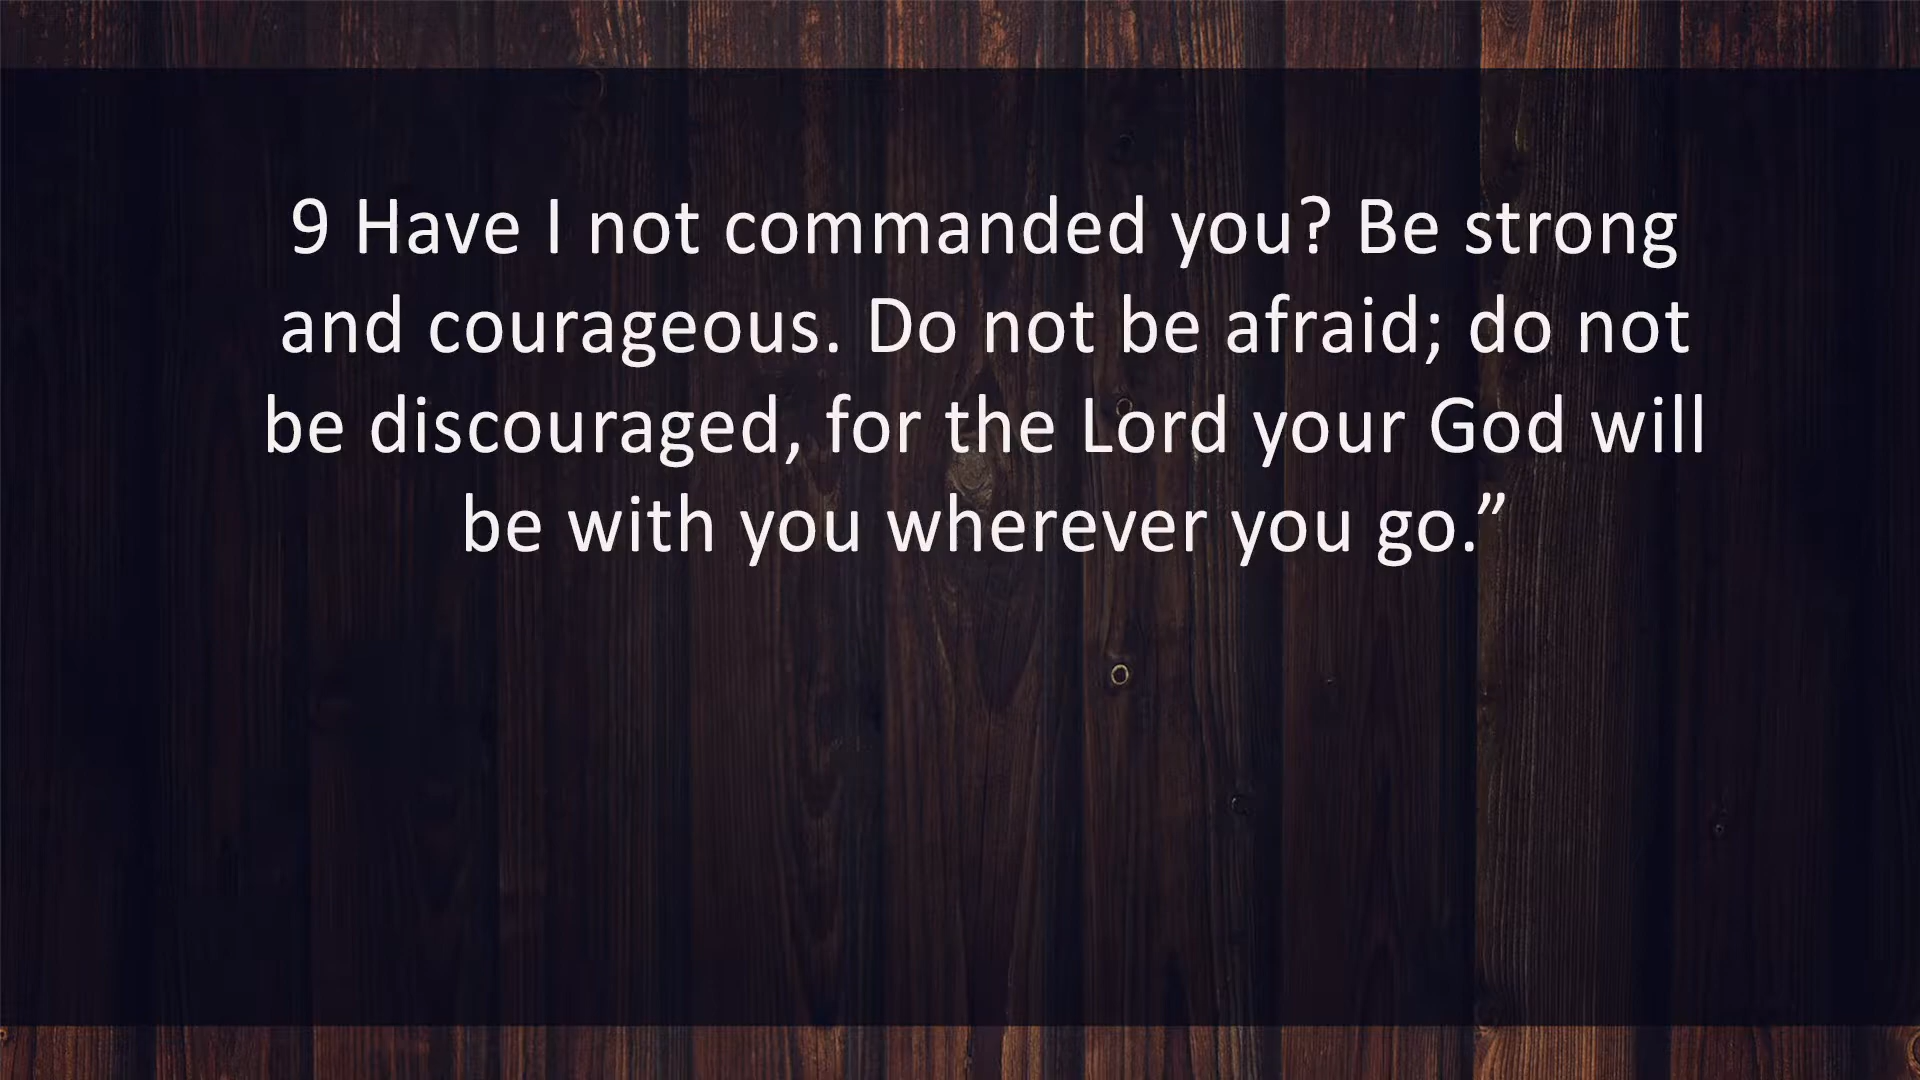 9 Have I not commanded you? Be strong
and courageous. Do not be afraid; do not
be discouraged, for the Lord your God will
be with you wherever you go.”